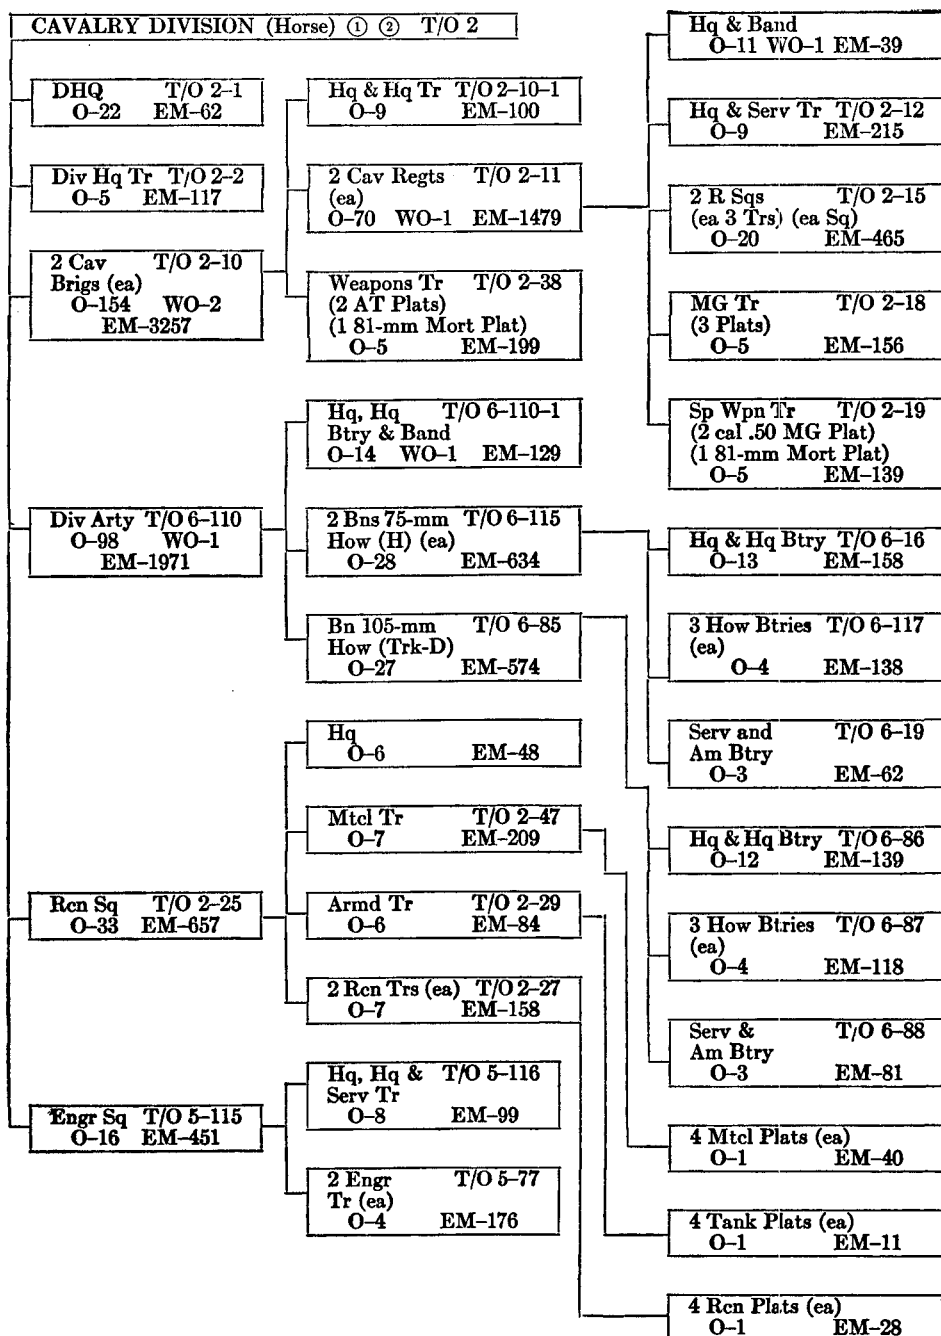 CAVALRY DIVISION (Horse) ① ② T/O 2
DHQ T/O 2–1
O–22 EM–62
Div Hq Tr T/O 2–2
O–5 EM–117
2 Cav T/O 2–10
Brigs (ea)
O–154 WO–2
EM–3257
Div Arty T/O 6–110
O–98 WO–1
EM–1971
Rcn Sq T/O 2–25
O–33 EM–657
Engr Sq T/O 5–115
O–16 EM–451
Hq & Hq Tr T/O 2–10–1
O–9 EM–100
2 Cav Regts T/O 2–11
(ea)
O–70 WO–1 EM–1479
Weapons Tr T/O 2–38
(2 AT Plats)
(1 81-mm Mort Plat)
O–5 EM–199
Hq, Hq T/O 6–110–1
Btry & Band
O–14 WO–1 EM–129
2 Bns 75-mm T/O 6–115
How (H) (ea)
O–28 EM–634
Bn 105-mm T/O 6–85
How (Trk-D)
O–27 EM–574
Hq
O–6 EM–48
Mtcl Tr T/O 2–47
O–7 EM–209
Armd Tr T/O 2–29
O–6 EM–84
2 Rcn Trs (ea) T/O 2–27
O–7 EM–158
Hq, Hq & T/O 5–116
Serv Tr
O–8 EM–99
2 Engr T/O 5–77
Tr (ea)
O–4 EM–176
Hq & Band
O–11 WO–1 EM–39
Hq & Serv Tr T/O 2–12
O–9 EM–215
2 R Sqs T/O 2–15
(ea 3 Trs) (ea Sq)
O–20 EM–465
MG Tr T/O 2–18
(3 Plats)
O–5 EM–156
Sp Wpn Tr T/O 2–19
(2 cal .50 MG Plat)
(1 81-mm Mort Plat)
O–5 EM–139
Hq & Hq Btry T/O 6–16
O–13 EM–158
3 How Btries T/O 6–117
(ea)
O–4 EM–138
Serv and T/O 6–19
Am Btry
O–3 EM–62
Hq & Hq Btry T/O 6–86
O–12 EM–139
3 How Btries T/O 6–87
(ea)
O–4 EM–118
Serv & T/O 6–88
Am Btry
O–3 EM–81
4 Mtcl Plats (ea)
O–1 EM–40
4 Tank Plats (ea)
O–1 EM–11
4 Rcn Plats (ea)
O–1 EM–28